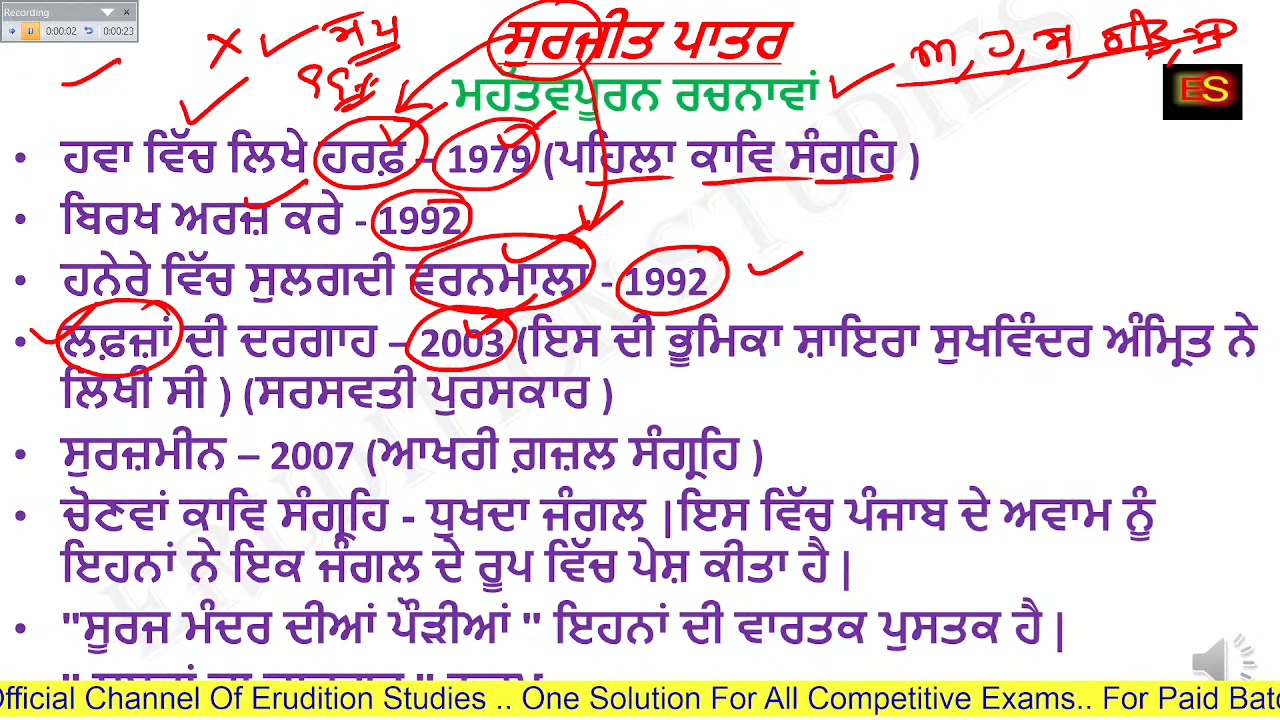 Recording
0:00:02 0:00:23
ਸੁਰਜੀਤ ਪਾਤਰ
ਮਹੱਤਵਪੂਰਨ ਰਚਨਾਵਾਂ
ES
• ਹਵਾ ਵਿੱਚ ਲਿਖੇ ਹਰਫ਼ – 1979 (ਪਹਿਲਾ ਕਾਵਿ ਸੰਗ੍ਰਹਿ )
• ਬਿਰਖ ਅਰਜ਼ ਕਰੇ - 1992
• ਹਨੇਰੇ ਵਿੱਚ ਸੁਲਗਦੀ ਵਰਨਮਾਲਾ - 1992
• ਲਫ਼ਜ਼ਾਂ ਦੀ ਦਰਗਾਹ – 2003 (ਇਸ ਦੀ ਭੂਮਿਕਾ ਸ਼ਾਇਰਾ ਸੁਖਵਿੰਦਰ ਅੰਮ੍ਰਿਤ ਨੇ
ਲਿਖੀ ਸੀ ) (ਸਰਸਵਤੀ ਪੁਰਸਕਾਰ )
• ਸੁਰਜ਼ਮੀਨ – 2007 (ਆਖਰੀ ਗ਼ਜ਼ਲ ਸੰਗ੍ਰਹਿ )
• ਚੋਣਵਾਂ ਕਾਵਿ ਸੰਗ੍ਰਹਿ - ਧੁਖਦਾ ਜੰਗਲ |ਇਸ ਵਿੱਚ ਪੰਜਾਬ ਦੇ ਅਵਾਮ ਨੂੰ
ਇਹਨਾਂ ਨੇ ਇਕ ਜੰਗਲ ਦੇ ਰੂਪ ਵਿੱਚ ਪੇਸ਼ ਕੀਤਾ ਹੈ |
• "ਸੂਰਜ ਮੰਦਰ ਦੀਆਂ ਪੌੜੀਆਂ " ਇਹਨਾਂ ਦੀ ਵਾਰਤਕ ਪੁਸਤਕ ਹੈ |
Official Channel Of Erudition Studies .. One Solution For All Competitive Exams.. For Paid Batc
ERUDITION STUDIES